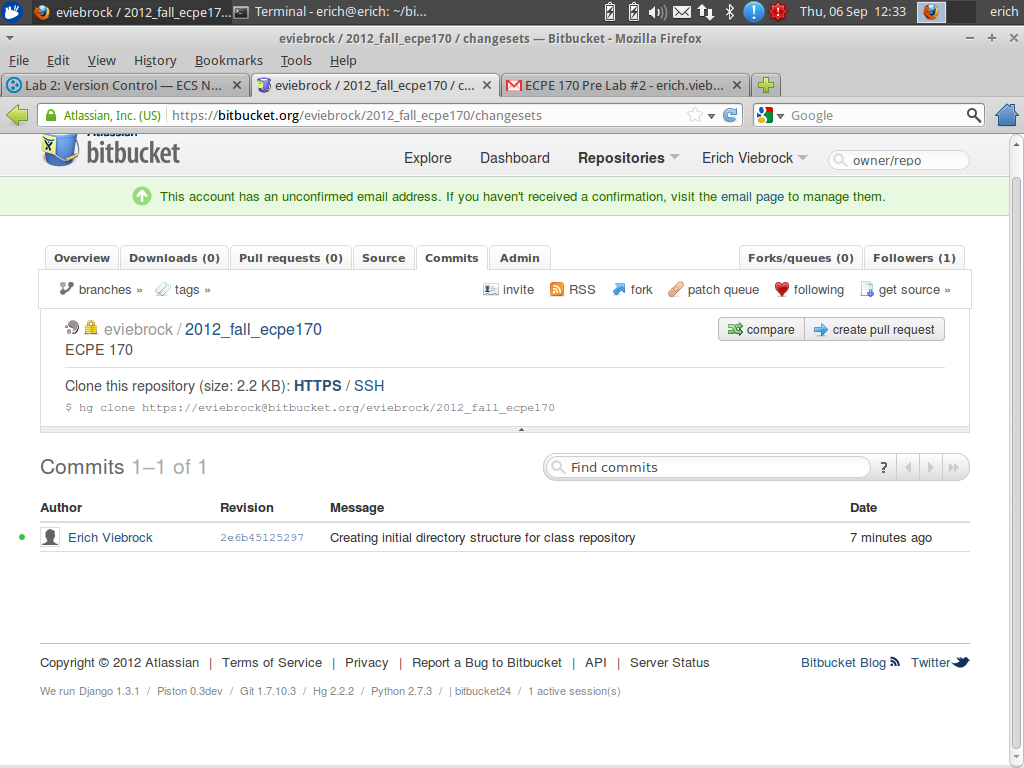 eviebrock / 2012_fall_ecpe17... Terminal - erich@erich: ~/bi... Thu, 06 Sep 12:33 erich
eviebrock / 2012_fall_ecpe170 / changesets — Bitbucket - Mozilla Firefox
File Edit View History Bookmarks Tools Help
Lab 2: Version Control — ECS N... eviebrock / 2012_fall_ecpe170 / c... ECPE 170 Pre Lab #2 - erich.vieb...
Atlassian, Inc. (US) https://bitbucket.org/eviebrock/2012_fall_ecpe170/changesets Google
Atlassian
bitbucket Explore Dashboard Repositories Erich Viebrock owner/repo
This account has an unconfirmed email address. If you haven't received a confirmation, visit the email page to manage them.
Overview Downloads (0) Pull requests (0) Source Commits Admin Forks/queues (0) Followers (1)
branches » tags » invite RSS fork patch queue following get source »
eviebrock / 2012_fall_ecpe170 compare create pull request
ECPE 170
Clone this repository (size: 2.2 KB): HTTPS / SSH
$ hg clone https://eviebrock@bitbucket.org/eviebrock/2012_fall_ecpe170
Commits 1–1 of 1 Find commits ?
Author Revision Message Date
Erich Viebrock 2e6b45125297 Creating initial directory structure for class repository 7 minutes ago
Copyright © 2012 Atlassian | Terms of Service | Privacy | Report a Bug to Bitbucket | API | Server Status Bitbucket Blog Twitter
We run Django 1.3.1 / Piston 0.3dev / Git 1.7.10.3 / Hg 2.2.2 / Python 2.7.3 / | bitbucket24 / 1 active session(s)